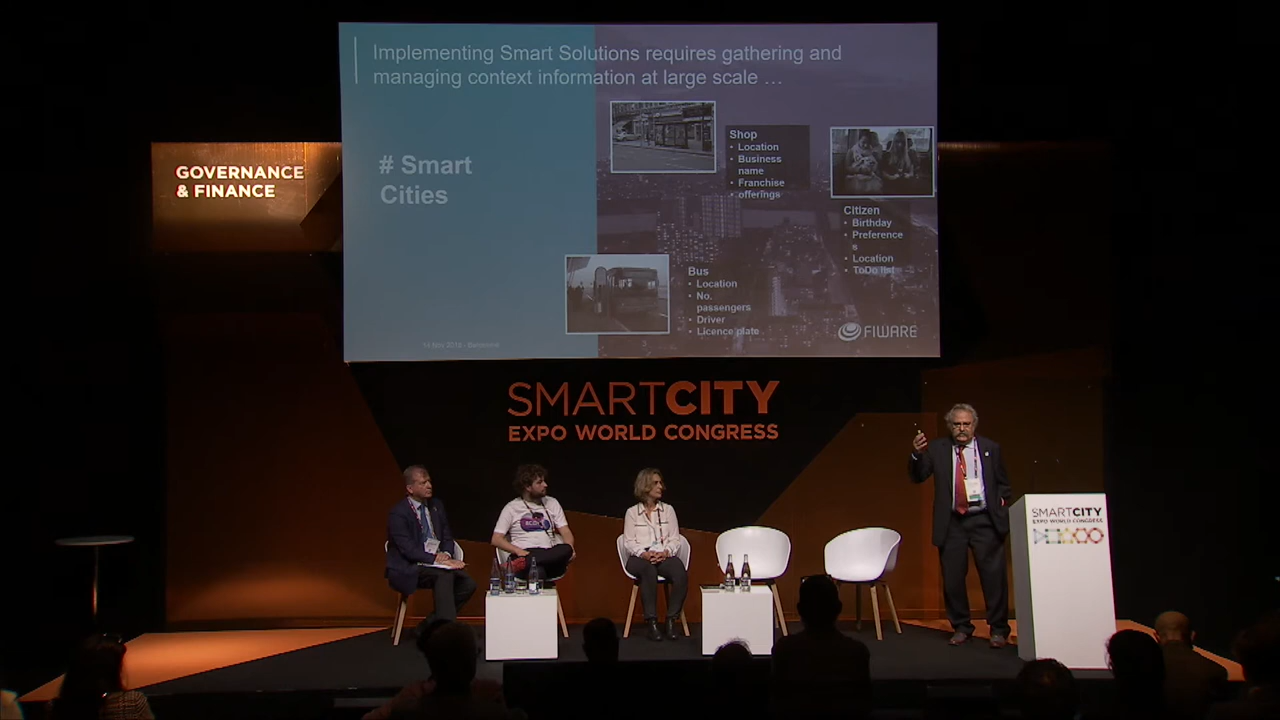 Implementing Smart Solutions requires gathering and
managing context information at large scale …
# Smart
Cities
Shop
• Location
• Business
name
• Franchise
offerings
Citizen
• Birthday
• Preference
s
• Location
• ToDo list
Bus
• Location
• No.
passengers
• Driver
• Licence plate
FIWARE
GOVERNANCE
& FINANCE
SMARTCITY
EXPO WORLD CONGRESS
SMARTCITY
EXPO WORLD CONGRESS